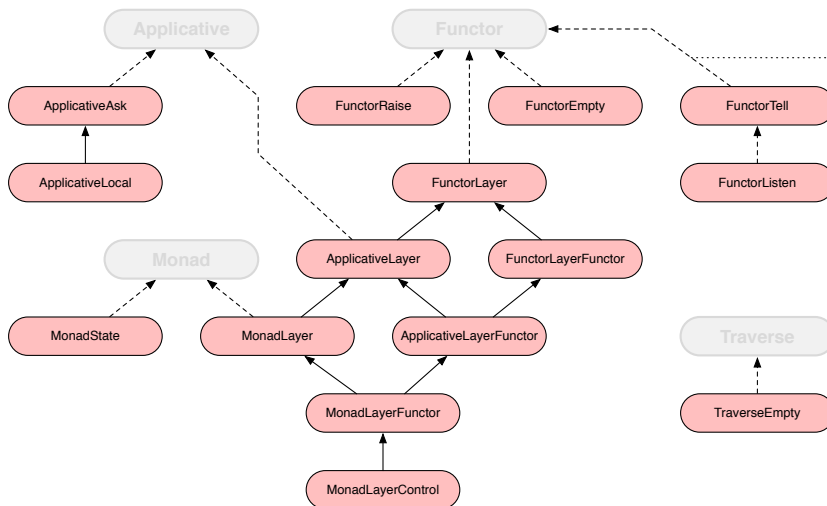 Applicative
Functor
ApplicativeAsk
FunctorRaise
FunctorEmpty
FunctorTell
ApplicativeLocal
FunctorLayer
FunctorListen
Monad
ApplicativeLayer
FunctorLayerFunctor
MonadState
MonadLayer
ApplicativeLayerFunctor
Traverse
MonadLayerFunctor
TraverseEmpty
MonadLayerControl